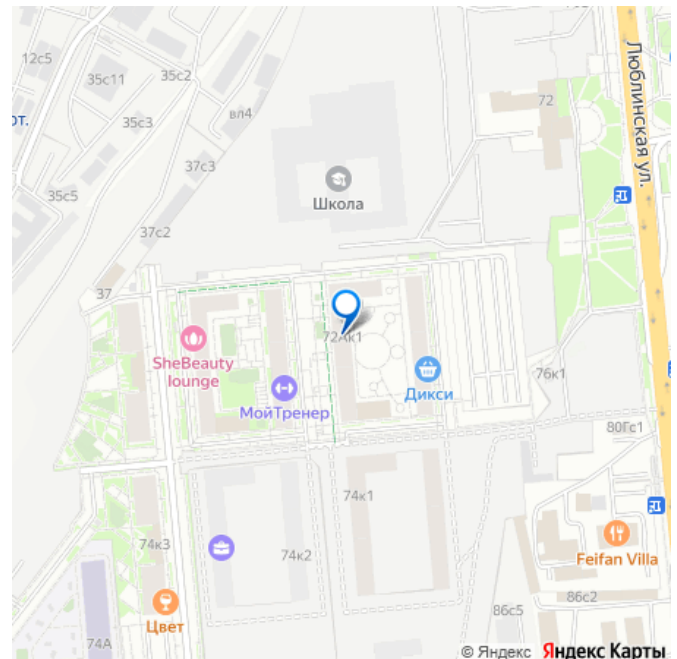 12с5
35с11
35с2
вл4
35с3
от.
37с3
35с5
Школа
72
Люблинская ул.
37с2
37
72Ак1
SheBeauty
lounge
МойТренер
Дикси
76к1
80Гс1
74к1
74к3
74к2
Feifan Villa
86с2
86с5
Цвет
74А
© Яндекс Яндекс Карты